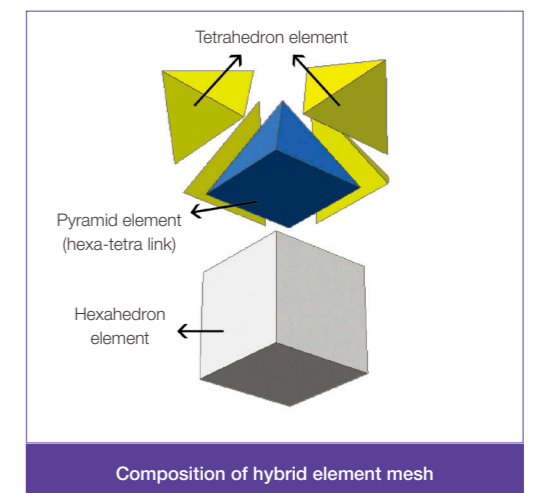 Tetrahedron element
Pyramid element
(hexa-tetra link)
Hexahedron
element
Composition of hybrid element mesh